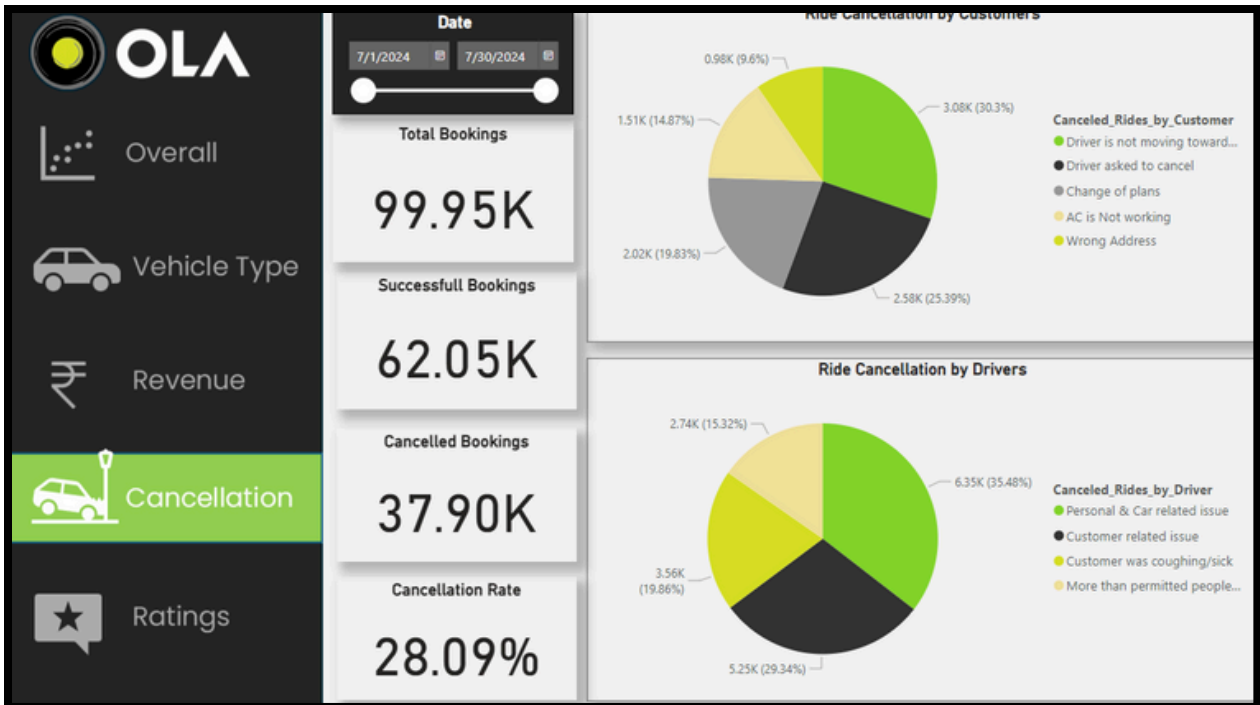 OLA
Overall
Vehicle Type
Revenue
Cancellation
Ratings
Date
7/1/2024
7/30/2024
Total Bookings
99.95K
Successfull Bookings
62.05K
Cancelled Bookings
37.90K
Cancellation Rate
28.09%
Ride Cancellation by Customers
0.98K (9.6%)
3.08K (30.3%)
1.51K (14.87%)
2.02K (19.83%)
2.58K (25.39%)
Canceled_Rides_by_Customer
Driver is not moving toward...
Driver asked to cancel
Change of plans
AC is Not working
Wrong Address
Ride Cancellation by Drivers
2.74K (15.32%)
6.35K (35.48%)
3.56K
(19.86%)
5.25K (29.34%)
Canceled_Rides_by_Driver
Personal & Car related issue
Customer related issue
Customer was coughing/sick
More than permitted people...